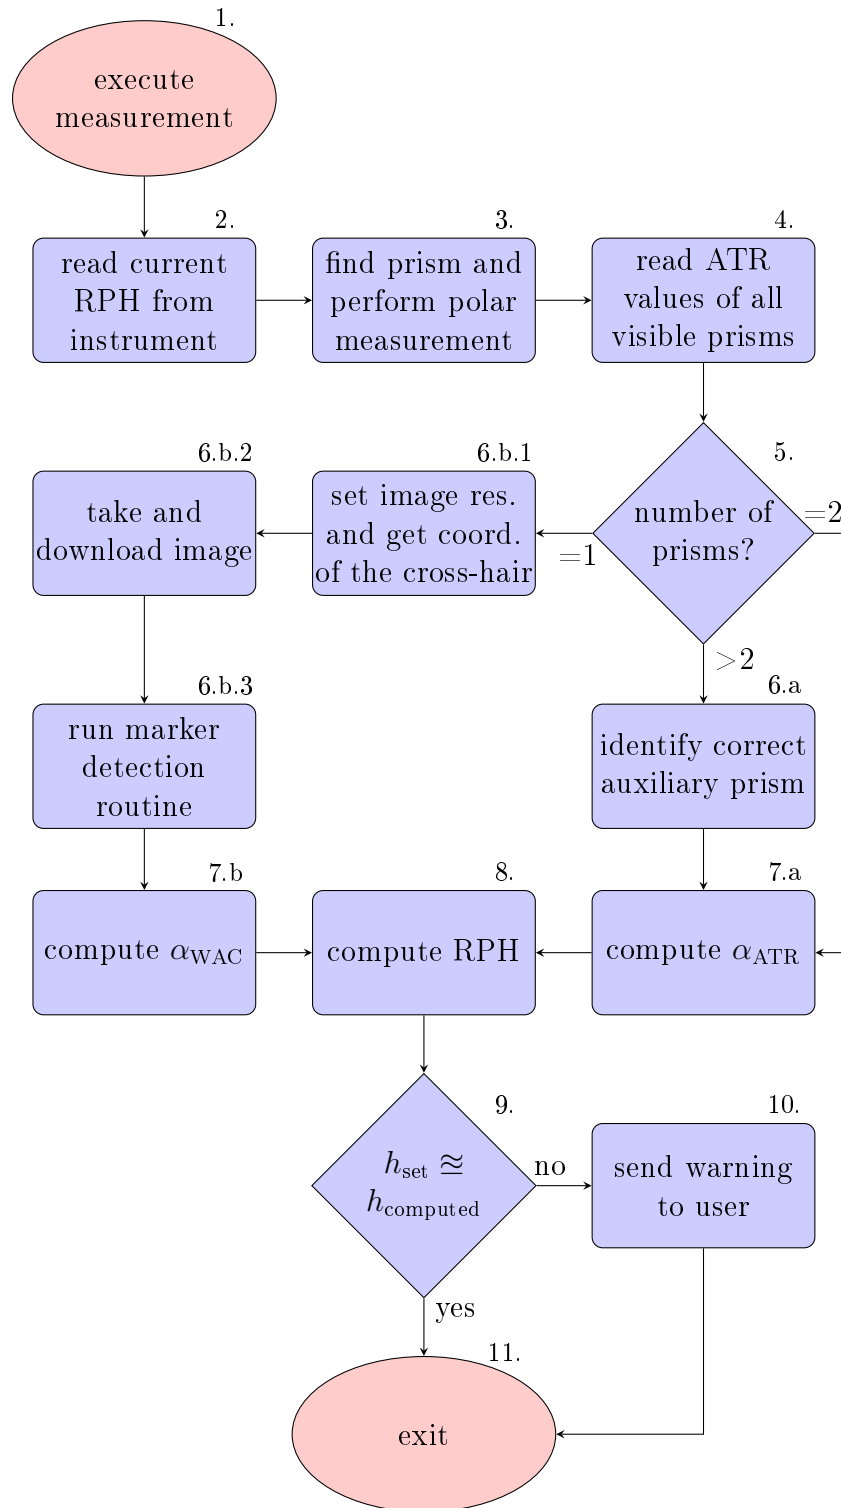 1.
execute
measurement
2.
read current
RPH from
instrument
3.
find prism and
perform polar
measurement
4.
read ATR
values of all
visible prisms
5.
number of
prisms?
=2
=1
>2
6.b.1
set image res.
and get coord.
of the cross-hair
6.b.2
take and
download image
6.b.3
run marker
detection
routine
6.a
identify correct
auxiliary prism
7.b
compute α_WAC
8.
compute RPH
7.a
compute α_ATR
9.
h_set ≊
h_computed
no
yes
10.
send warning
to user
11.
exit